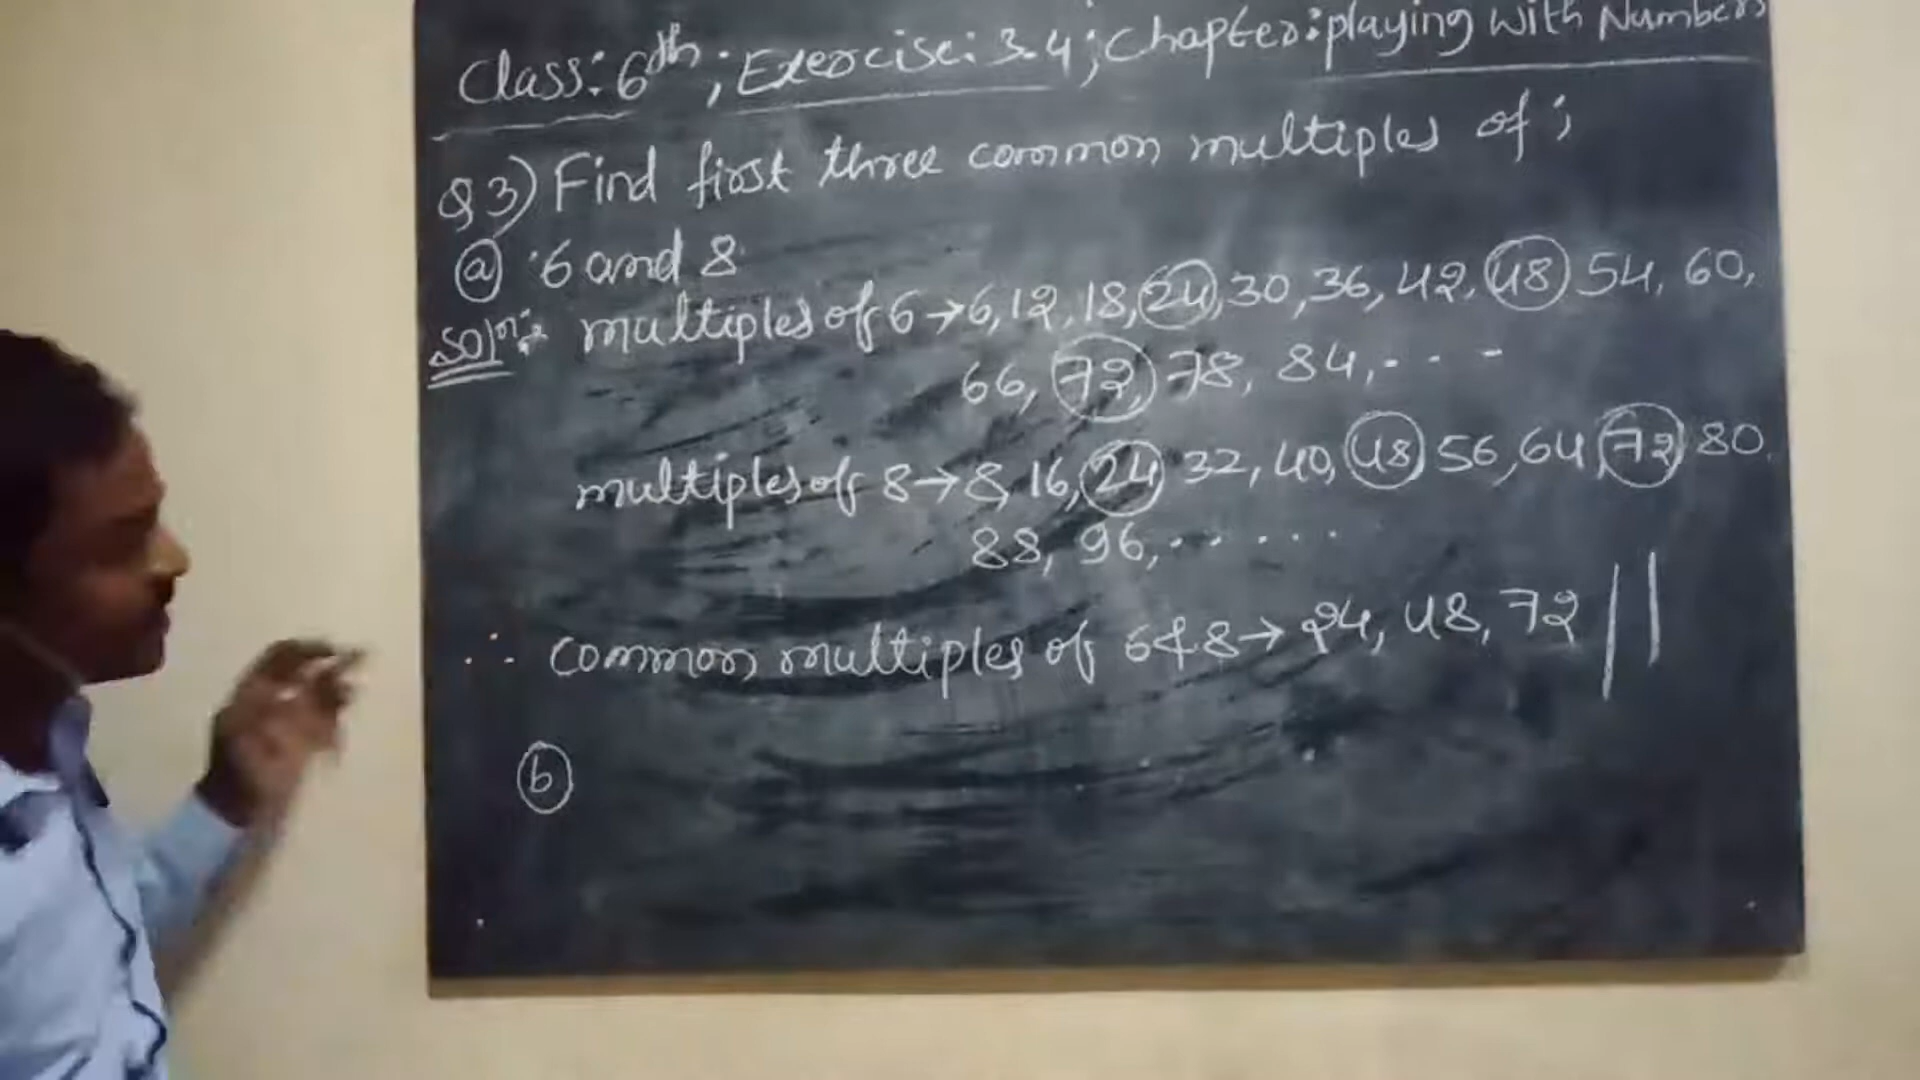 Class: 6th; Exercise: 3.4; Chapter: playing with Numbers
Q3) Find first three common multiples of;
(a) 6 and 8
Soln: multiples of 6 → 6, 12, 18, 24, 30, 36, 42, 48, 54, 60,
66, 72, 78, 84, - - -
multiples of 8 → 8, 16, 24, 32, 40, 48, 56, 64, 72, 80,
88, 96, ......
∴ common multiples of 6 & 8 → 24, 48, 72 //
(b)